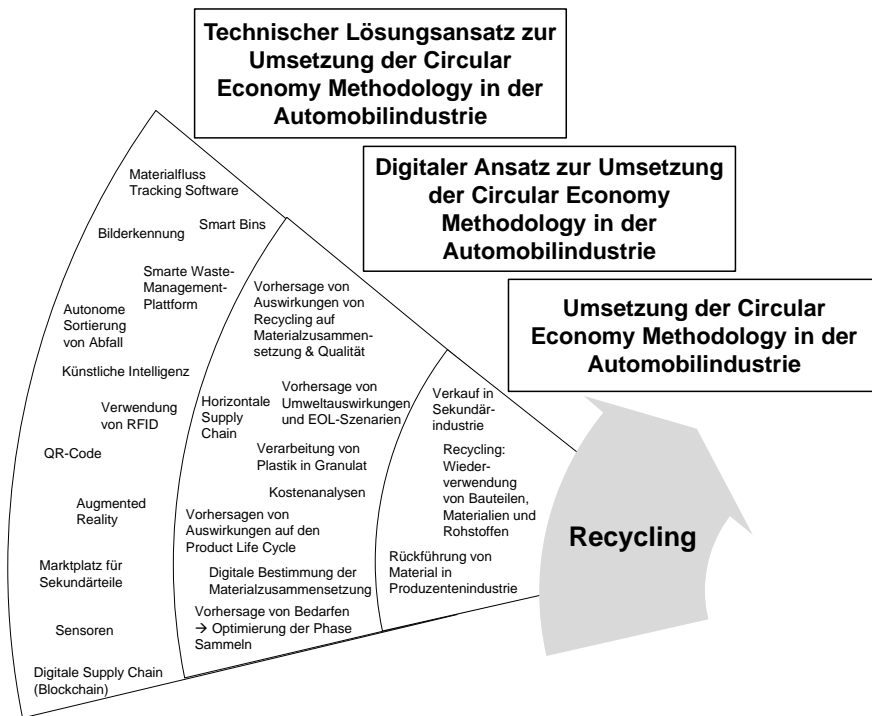 Technischer Lösungsansatz zur
Umsetzung der Circular
Economy Methodology in der
Automobilindustrie
Digitaler Ansatz zur Umsetzung
der Circular Economy
Methodology in der
Automobilindustrie
Umsetzung der Circular
Economy Methodology in der
Automobilindustrie
Materialfluss
Tracking Software
Smart Bins
Bilderkennung
Smarte Waste-
Management-
Plattform
Autonome
Sortierung
von Abfall
Künstliche Intelligenz
Verwendung
von RFID
QR-Code
Augmented
Reality
Marktplatz für
Sekundärteile
Sensoren
Digitale Supply Chain
(Blockchain)
Vorhersage von
Auswirkungen von
Recycling auf
Materialzusammen-
setzung & Qualität
Vorhersage von
Umweltauswirkungen
und EOL-Szenarien
Horizontale
Supply
Chain
Verarbeitung von
Plastik in Granulat
Kostenanalysen
Vorhersagen von
Auswirkungen auf den
Product Life Cycle
Digitale Bestimmung der
Materialzusammensetzung
Vorhersage von Bedarfen
→ Optimierung der Phase
Sammeln
Verkauf in
Sekundär-
industrie
Recycling:
Wieder-
verwendung
von Bauteilen,
Materialien und
Rohstoffen
Rückführung von
Material in
Produzentenindustrie
Recycling